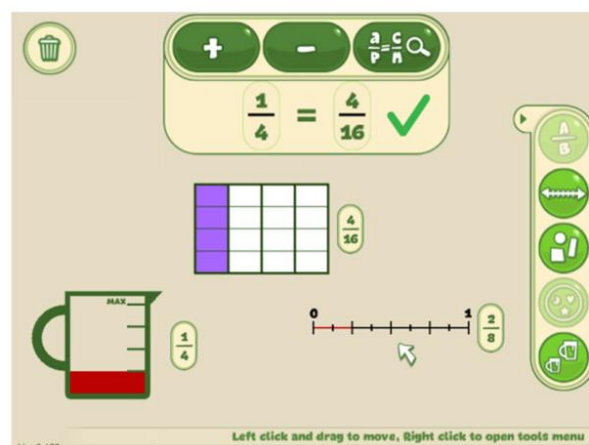 + - a/p = c/n
1/4 = 4/16
A/B
4/16
MAX
1/4
0 1
2/8
Left click and drag to move, Right click to open tools menu